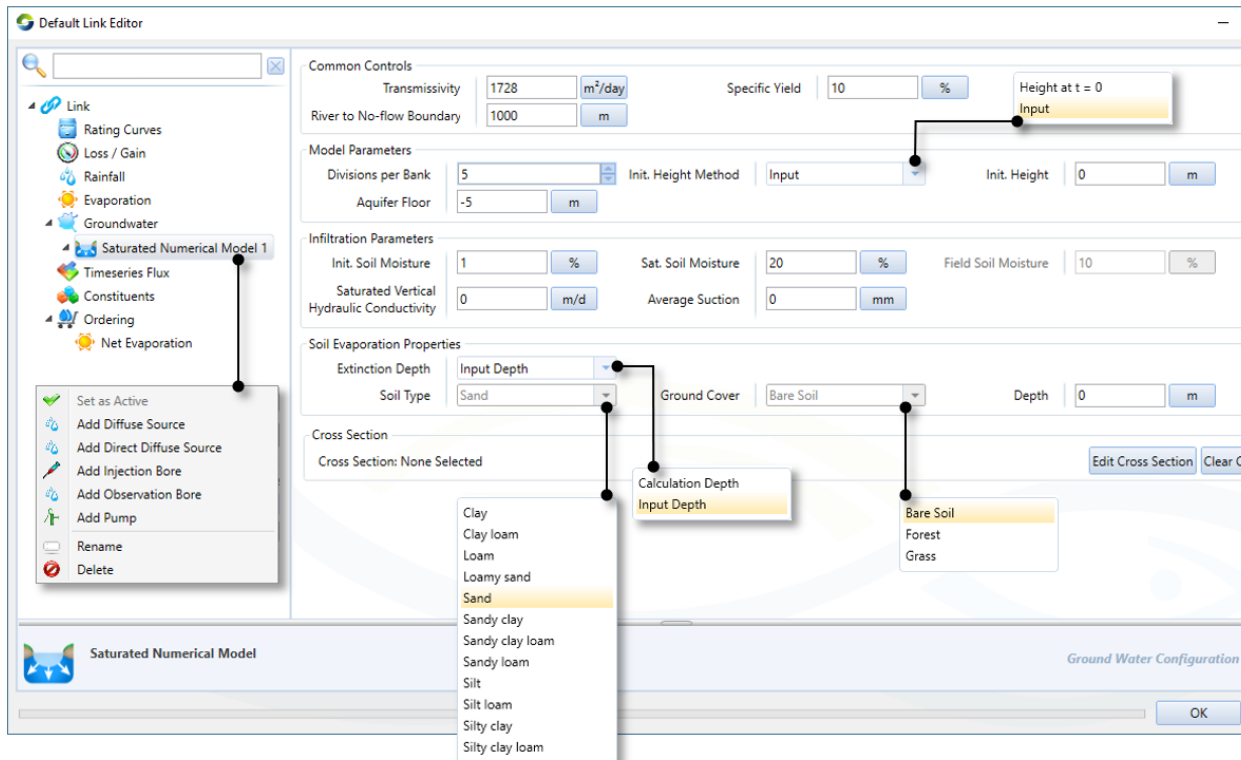 Default Link Editor
Link
Rating Curves
Loss / Gain
Rainfall
Evaporation
Groundwater
Saturated Numerical Model 1
Timeseries Flux
Constituents
Ordering
Net Evaporation
Set as Active
Add Diffuse Source
Add Direct Diffuse Source
Add Injection Bore
Add Observation Bore
Add Pump
Rename
Delete
Common Controls
Transmissivity 1728 m²/day Specific Yield 10 %
River to No-flow Boundary 1000 m
Height at t = 0
Input
Model Parameters
Divisions per Bank 5 Init. Height Method Input Init. Height 0 m
Aquifer Floor -5 m
Infiltration Parameters
Init. Soil Moisture 1 % Sat. Soil Moisture 20 % Field Soil Moisture 10 %
Saturated Vertical
Hydraulic Conductivity 0 m/d Average Suction 0 mm
Soil Evaporation Properties
Extinction Depth Input Depth
Soil Type Sand Ground Cover Bare Soil Depth 0 m
Cross Section
Cross Section: None Selected Edit Cross Section Clear C
Calculation Depth
Input Depth
Clay
Clay loam
Loam
Loamy sand
Sand
Sandy clay
Sandy clay loam
Sandy loam
Silt
Silt loam
Silty clay
Silty clay loam
Bare Soil
Forest
Grass
Saturated Numerical Model
Ground Water Configuration
OK